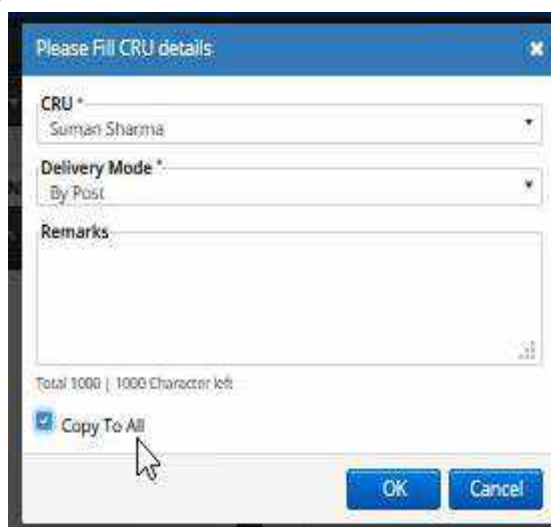 Please Fill CRU details
CRU *
Suman Sharma
Delivery Mode *
By Post
Remarks
Total 1000 | 1000 Character left
Copy To All
OK Cancel